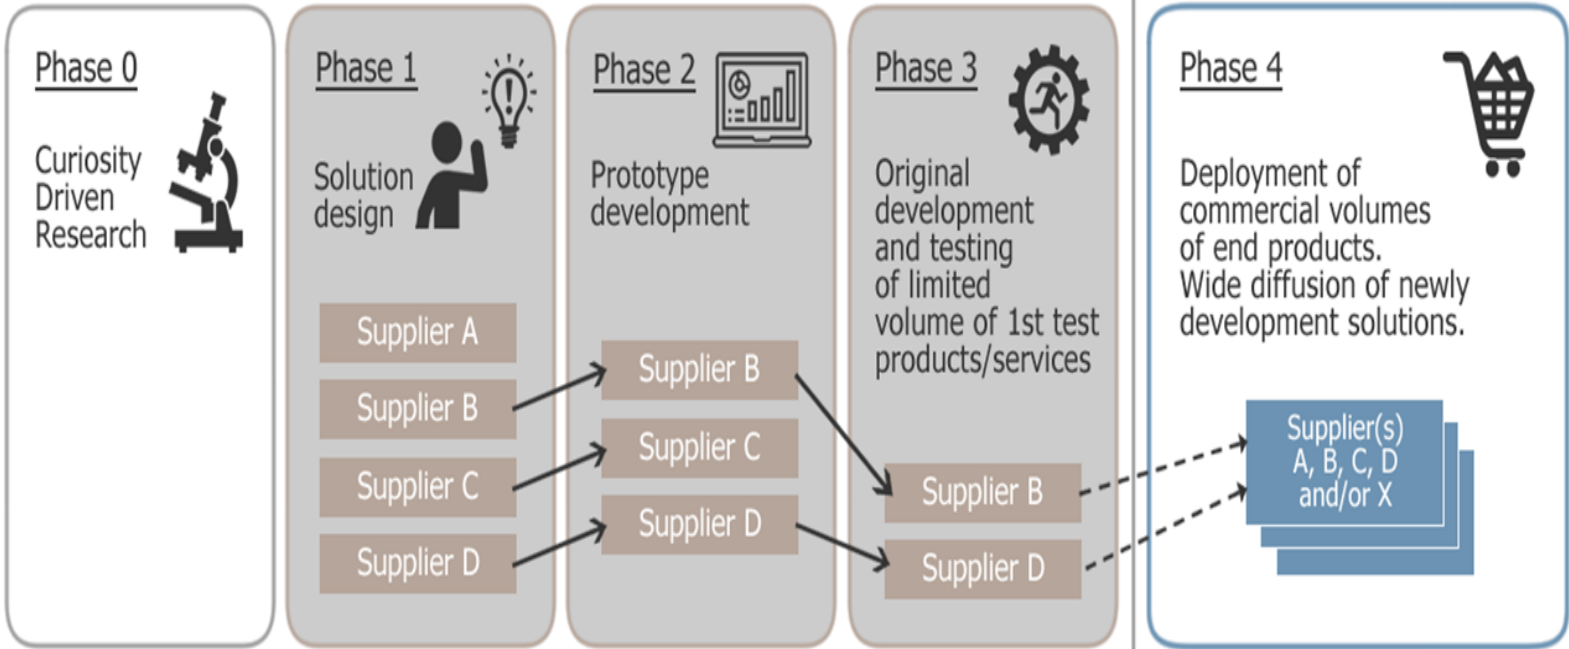 Phase 0
Curiosity
Driven
Research
Phase 1
Solution
design
Supplier A
Supplier B
Supplier C
Supplier D
Phase 2
Prototype
development
Supplier B
Supplier C
Supplier D
Phase 3
Original
development
and testing
of limited
volume of 1st test
products/services
Supplier B
Supplier D
Phase 4
Deployment of
commercial volumes
of end products.
Wide diffusion of newly
development solutions.
Supplier(s)
A, B, C, D
and/or X